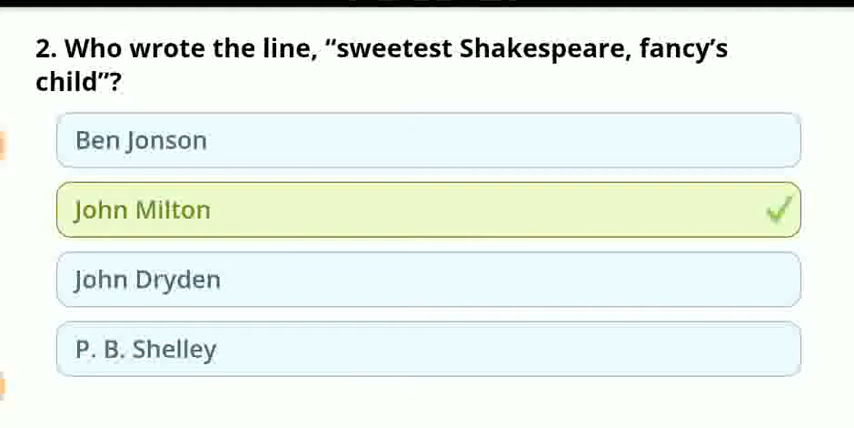 2. Who wrote the line, “sweetest Shakespeare, fancy’s
child”?
Ben Jonson
John Milton
John Dryden
P. B. Shelley